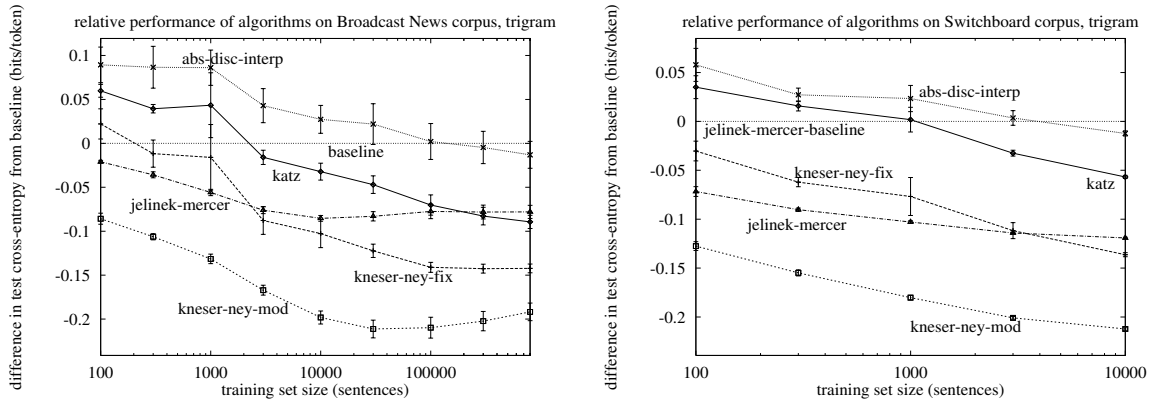 relative performance of algorithms on Broadcast News corpus, trigram
difference in test cross-entropy from baseline (bits/token)
0.1
0.05
0
-0.05
-0.1
-0.15
-0.2
abs-disc-interp
baseline
katz
jelinek-mercer
kneser-ney-fix
kneser-ney-mod
100
1000
10000
100000
training set size (sentences)
relative performance of algorithms on Switchboard corpus, trigram
difference in test cross-entropy from baseline (bits/token)
0.05
0
-0.05
-0.1
-0.15
-0.2
abs-disc-interp
jelinek-mercer-baseline
kneser-ney-fix
katz
jelinek-mercer
kneser-ney-mod
100
1000
10000
training set size (sentences)